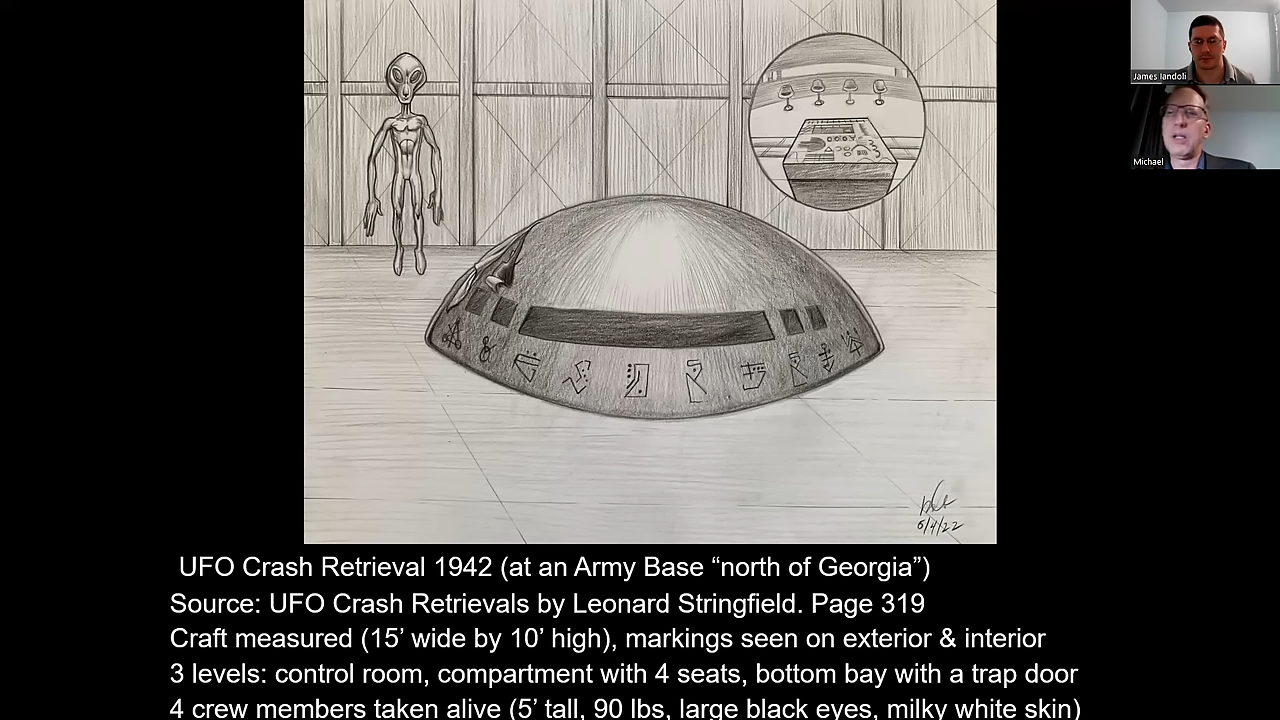 James Iandoli
Michael
6/4/22
UFO Crash Retrieval 1942 (at an Army Base “north of Georgia”)
Source: UFO Crash Retrievals by Leonard Stringfield. Page 319
Craft measured (15’ wide by 10’ high), markings seen on exterior & interior
3 levels: control room, compartment with 4 seats, bottom bay with a trap door
4 crew members taken alive (5’ tall, 90 lbs, large black eyes, milky white skin)